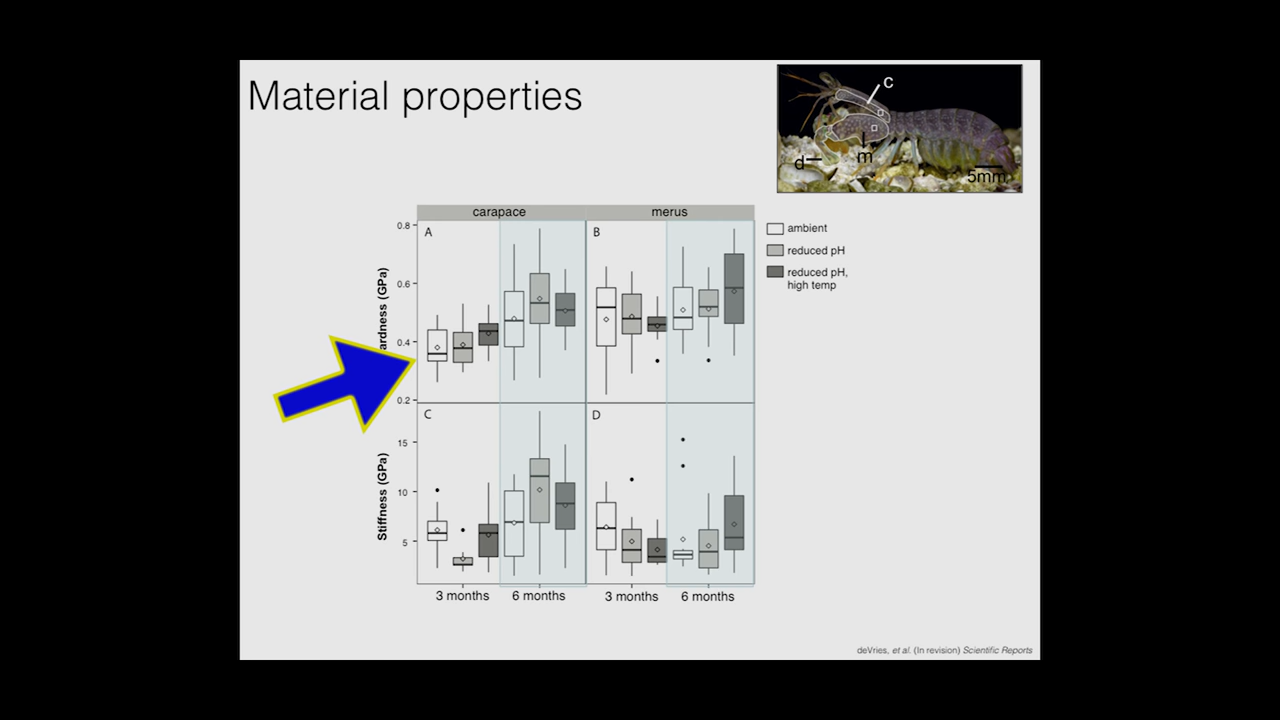 Material properties
c
d
m
5mm
carapace
merus
A
B
C
D
0.8
0.6
0.4
0.2
15
10
5
Stiffness (GPa)
ambient
reduced pH
reduced pH,
high temp
3 months
6 months
3 months
6 months
ardness (GPa)
deVries, et al. (In revision) Scientific Reports